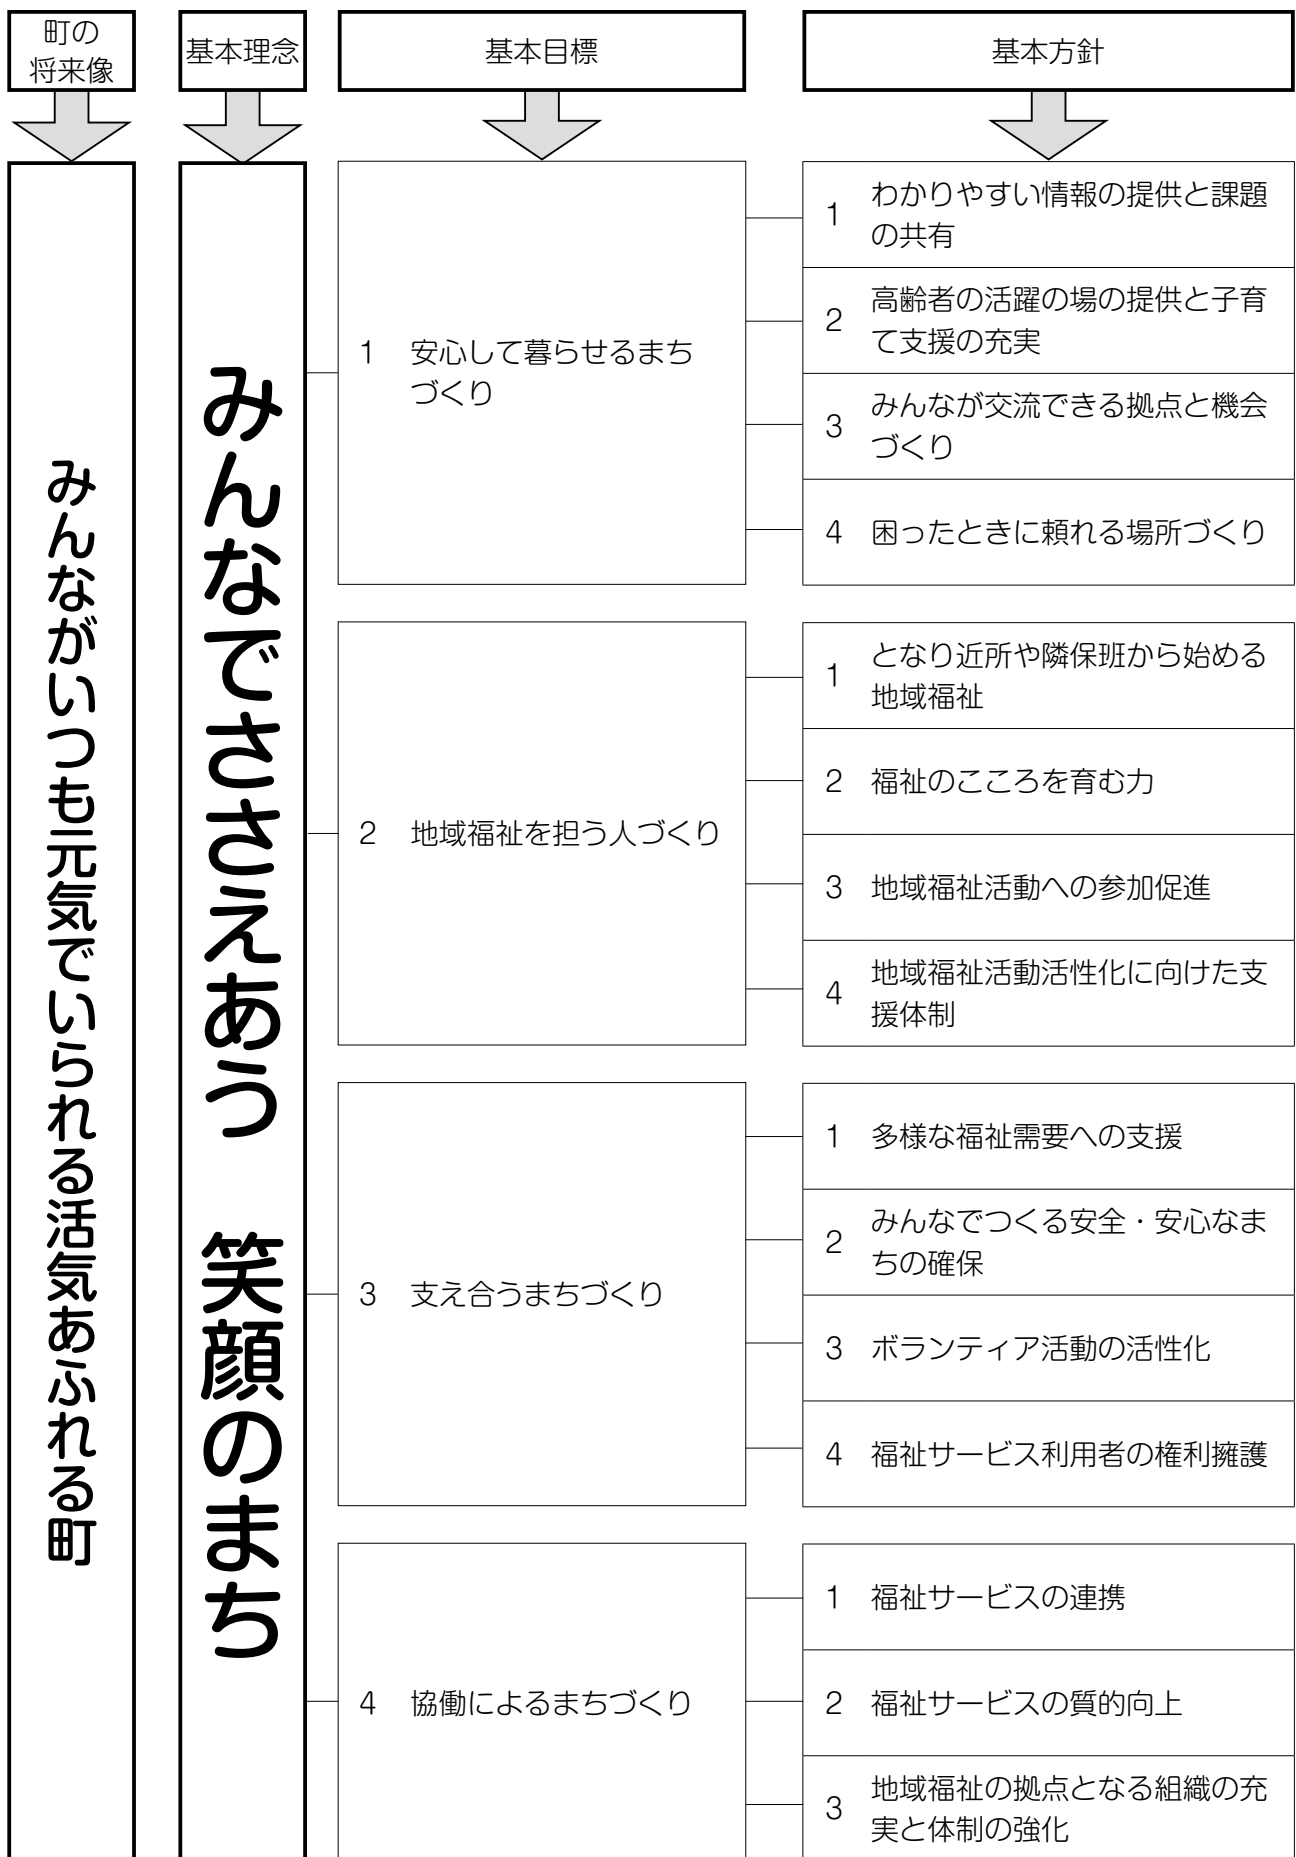 町の
将来像
基本理念
基本目標
基本方針
みんながいつも元気でいられる活気あふれる町
みんなでささえあう　笑顔のまち
1　安心して暮らせるまち
づくり
1　わかりやすい情報の提供と課題
の共有
2　高齢者の活躍の場の提供と子育
て支援の充実
3　みんなが交流できる拠点と機会
づくり
4　困ったときに頼れる場所づくり
2　地域福祉を担う人づくり
1　となり近所や隣保班から始める
地域福祉
2　福祉のこころを育む力
3　地域福祉活動への参加促進
4　地域福祉活動活性化に向けた支
援体制
3　支え合うまちづくり
1　多様な福祉需要への支援
2　みんなでつくる安全・安心なま
ちの確保
3　ボランティア活動の活性化
4　福祉サービス利用者の権利擁護
4　協働によるまちづくり
1　福祉サービスの連携
2　福祉サービスの質的向上
3　地域福祉の拠点となる組織の充
実と体制の強化